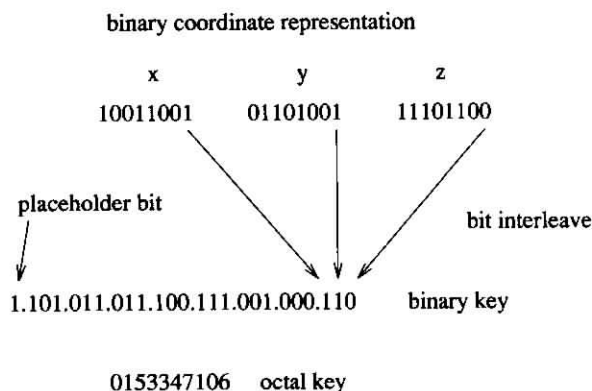 binary coordinate representation
x y z
10011001 01101001 11101100
placeholder bit
bit interleave
1.101.011.011.100.111.001.000.110 binary key
0153347106 octal key